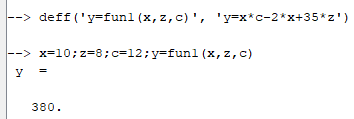 --> deff('y=fun1(x,z,c)', 'y=x*c-2*x+35*z')
--> x=10;z=8;c=12;y=fun1(x,z,c)
y =
380.